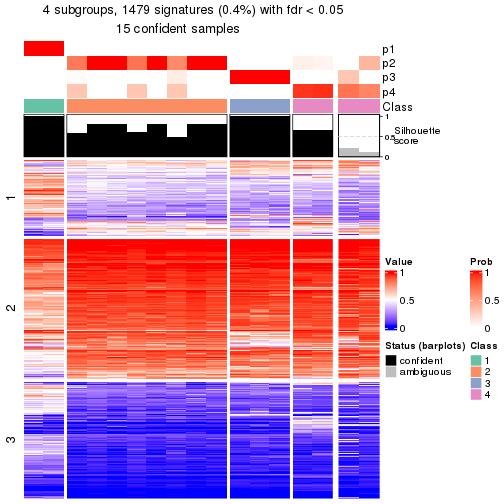 4 subgroups, 1479 signatures (0.4%) with fdr < 0.05
15 confident samples
p1
p2
p3
p4
Class
1
0.5
0
Silhouette
score
1
2
3
Value
1
0.5
0
Prob
1
0.5
0
Status (barplots)
confident
ambiguous
Class
1
2
3
4